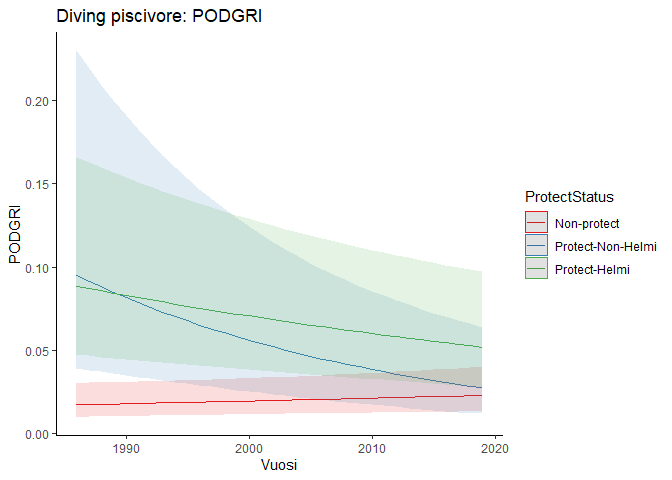 Diving piscivore: PODGRI
0.20
0.15
0.10
0.05
0.00
PODGRI
1990
2000
2010
2020
Vuosi
ProtectStatus
Non-protect
Protect-Non-Helmi
Protect-Helmi